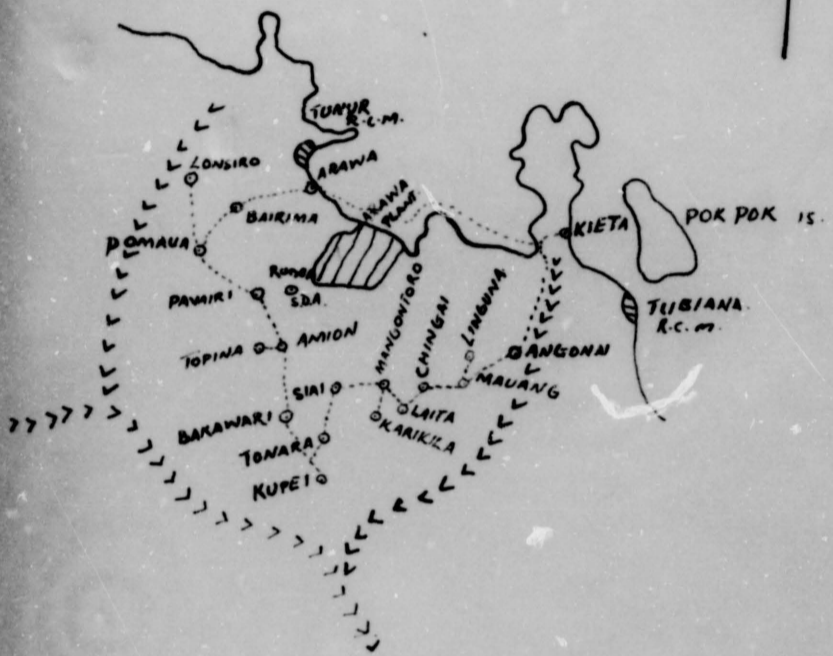 TUNUR
R.C.M.
LONSIRO
ARAWA
BAIRIMA
ARAWA
PLANT.
POK POK IS.
KIETA
DOMAUA
RUMBA
S.D.A.
PAVAIRI
TUBIANA
R.C.M.
MANGONTORO
CHINGAI
LINGUNA
AMION
TOPINA
ANGONAI
SIAI
MAUANG
LAITA
BAKAWARI
KARIKILA
TONARA
KUPEI